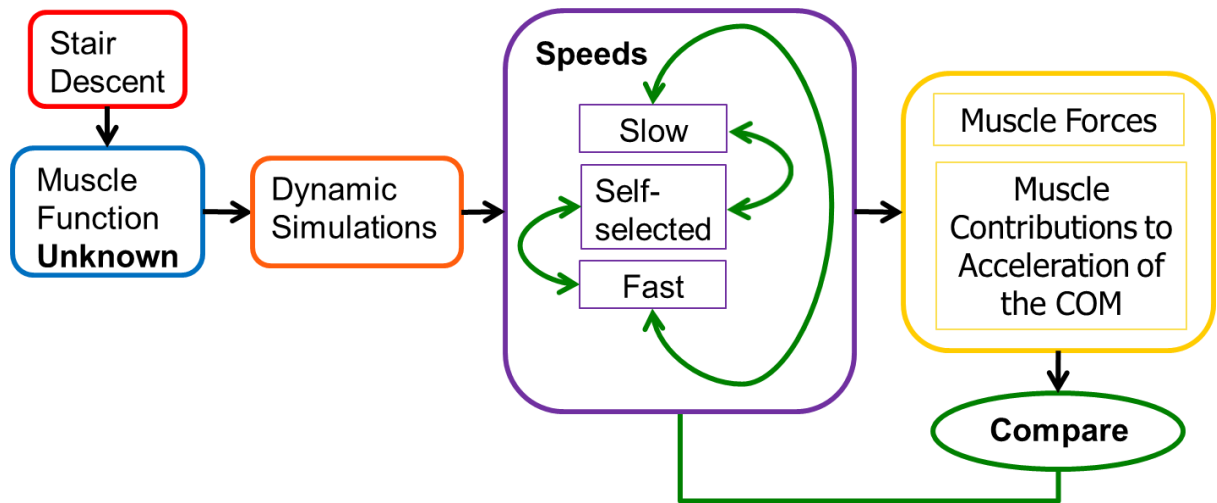 Stair
Descent
Muscle
Function
Unknown
Dynamic
Simulations
Speeds
Slow
Self-
selected
Fast
Muscle Forces
Muscle
Contributions to
Acceleration of
the COM
Compare